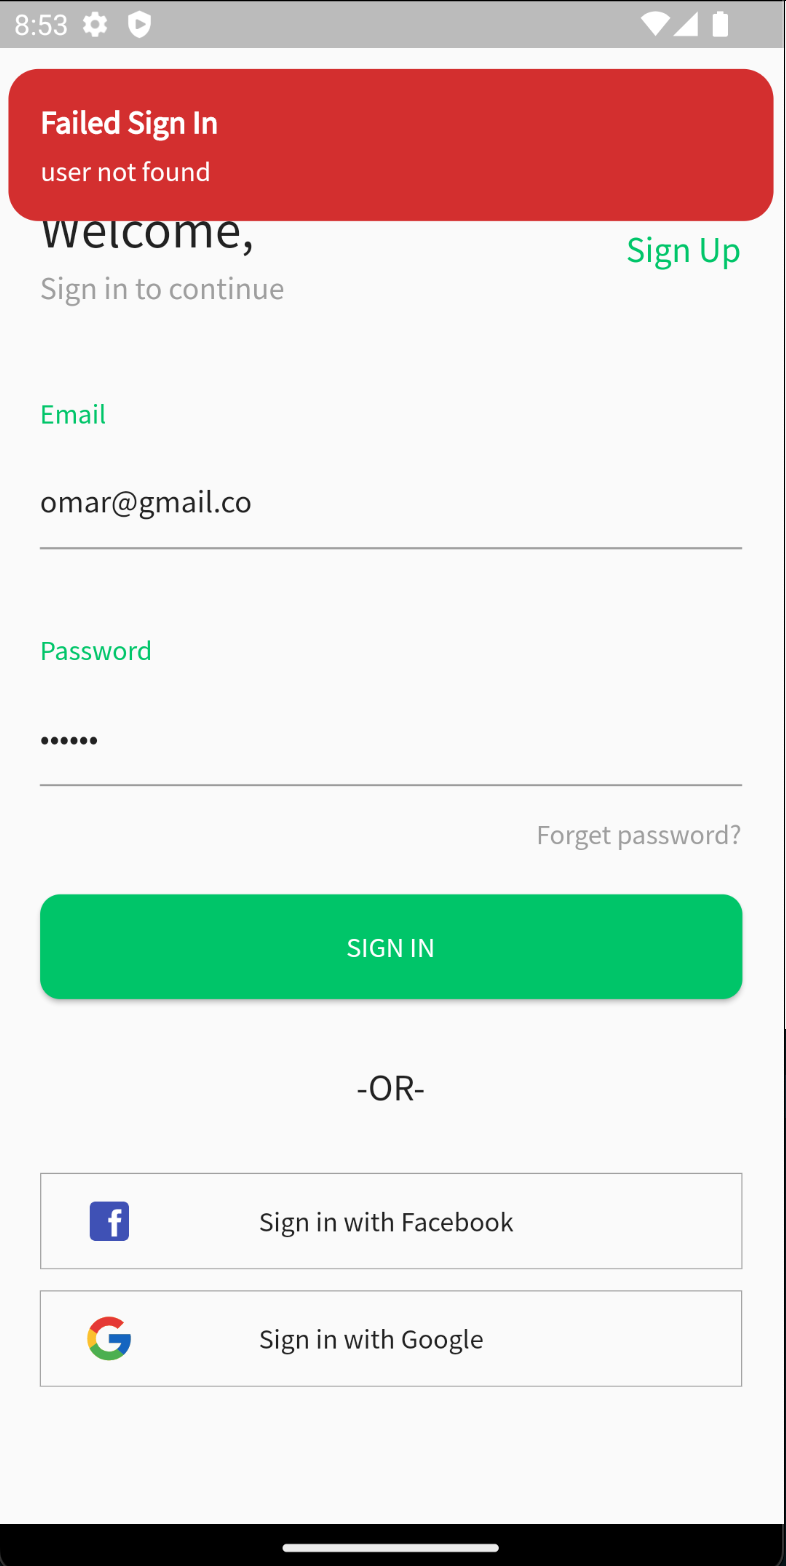 8:53
Failed Sign In
user not found
Welcome,
Sign Up
Sign in to continue
Email
omar@gmail.co
Password
••••••
Forget password?
SIGN IN
-OR-
Sign in with Facebook
Sign in with Google